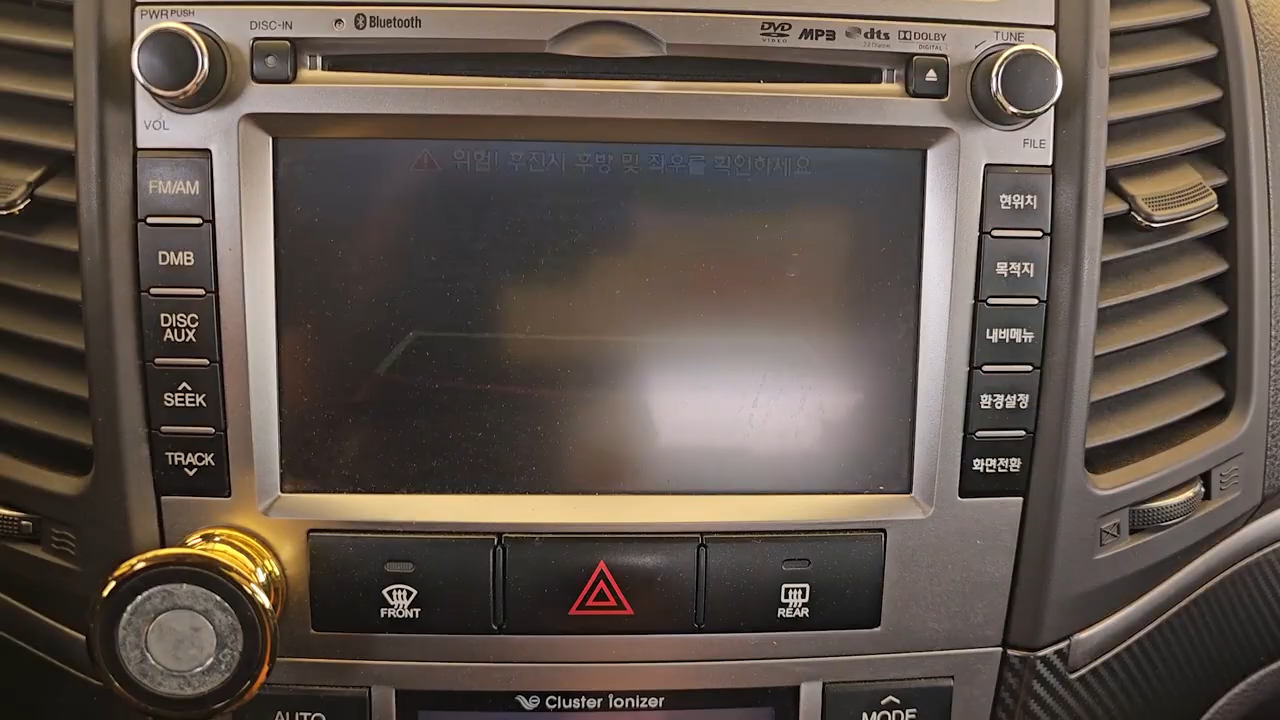 PWR PUSH
DISC-IN
Bluetooth
DVD VIDEO
MP3
dts
DOLBY DIGITAL
TUNE
VOL
FILE
위험! 후진시 후방 및 좌우를 확인하세요
FM/AM
DMB
DISC AUX
SEEK
TRACK
현위치
목적지
내비메뉴
환경설정
화면전환
FRONT
REAR
Cluster ionizer
AUTO
MODE